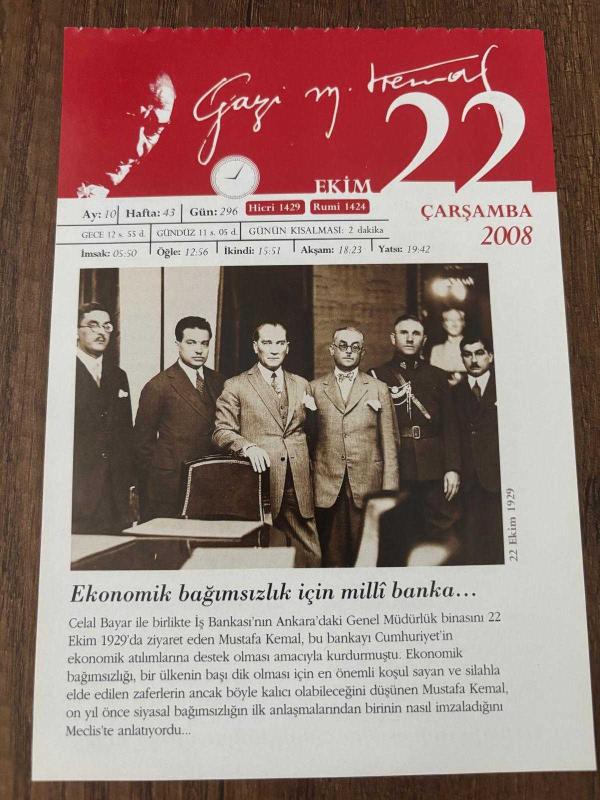 Gazi M. Kemal
EKİM 22
Ay: 10 Hafta: 43 Gün: 296 Hicri 1429 Rumi 1424
ÇARŞAMBA
GECE 12 s. 55 d. GÜNDÜZ 11 s. 05 d. GÜNÜN KISALMASI: 2 dakika
2008
İmsak: 05:50 Öğle: 12:56 İkindi: 15:51 Akşam: 18:23 Yatsı: 19:42
22 Ekim 1929
Ekonomik bağımsızlık için millî banka...
Celal Bayar ile birlikte İş Bankası'nın Ankara'daki Genel Müdürlük binasını 22
Ekim 1929'da ziyaret eden Mustafa Kemal, bu bankayı Cumhuriyet'in
ekonomik atılımlarına destek olması amacıyla kurdurmuştu. Ekonomik
bağımsızlığı, bir ülkenin başı dik olması için en önemli koşul sayan ve silahla
elde edilen zaferlerin ancak böyle kalıcı olabileceğini düşünen Mustafa Kemal,
on yıl önce siyasal bağımsızlığın ilk anlaşmalarından birinin nasıl imzaladığını
Meclis'te anlatıyordu...